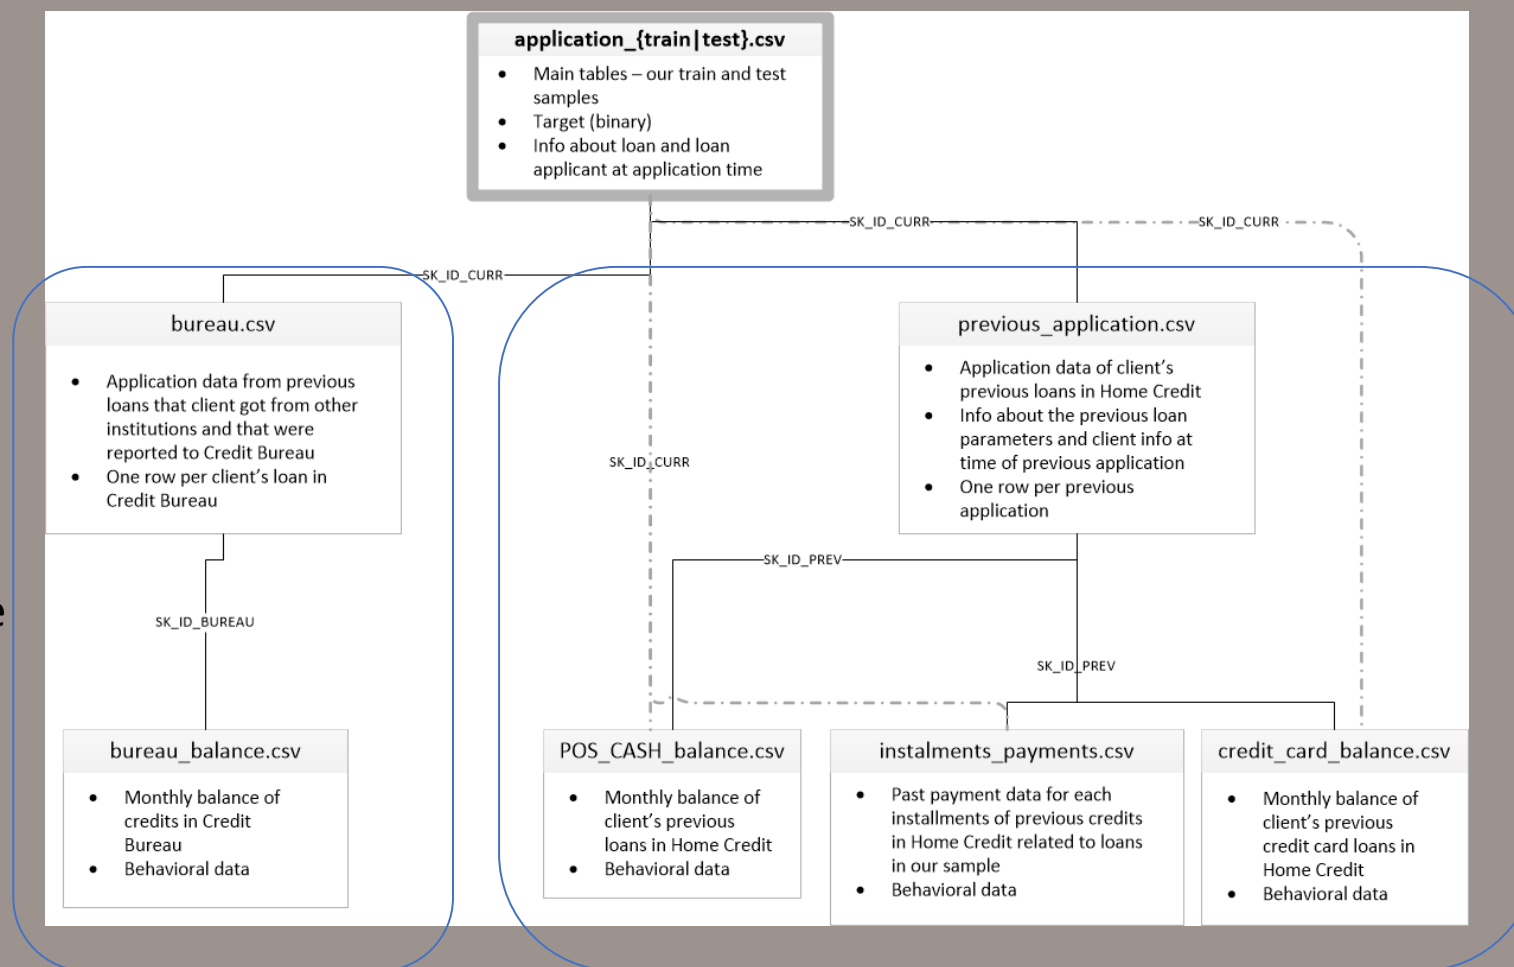 application_{train|test}.csv
• Main tables – our train and test
samples
• Target (binary)
• Info about loan and loan
applicant at application time
SK_ID_CURR
SK_ID_CURR
SK_ID_CURR
bureau.csv
• Application data from previous
loans that client got from other
institutions and that were
reported to Credit Bureau
• One row per client's loan in
Credit Bureau
previous_application.csv
• Application data of client's
previous loans in Home Credit
• Info about the previous loan
parameters and client info at
time of previous application
• One row per previous
application
SK_ID_CURR
SK_ID_PREV
SK_ID_BUREAU
SK_ID_PREV
e
bureau_balance.csv
• Monthly balance of
credits in Credit
Bureau
• Behavioral data
POS_CASH_balance.csv
• Monthly balance of
client's previous
loans in Home Credit
• Behavioral data
instalments_payments.csv
• Past payment data for each
installments of previous credits
in Home Credit related to loans
in our sample
• Behavioral data
credit_card_balance.csv
• Monthly balance of
client's previous
credit card loans in
Home Credit
• Behavioral data